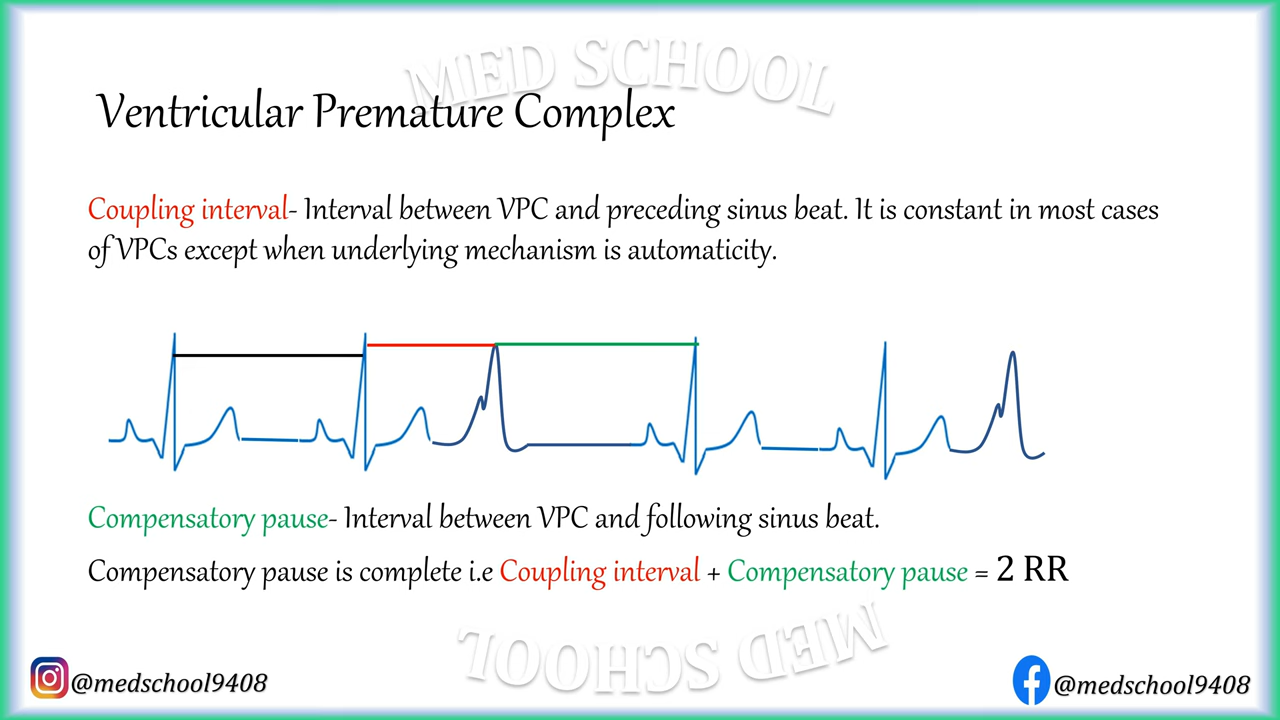 MED SCHOOL
Ventricular Premature Complex
Coupling interval- Interval between VPC and preceding sinus beat. It is constant in most cases
of VPCs except when underlying mechanism is automaticity.
Compensatory pause- Interval between VPC and following sinus beat.
Compensatory pause is complete i.e Coupling interval + Compensatory pause = 2 RR
MED SCHOOL
@medschool9408
@medschool9408